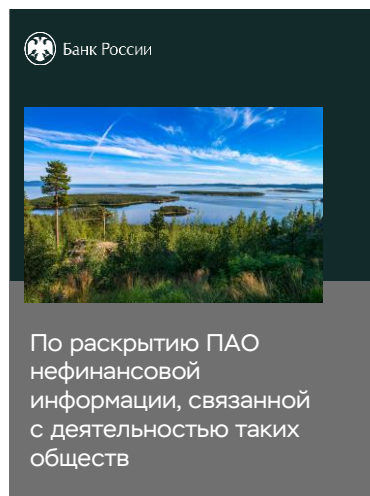 Банк России
По раскрытию ПАО
нефинансовой
информации, связанной
с деятельностью таких
обществ